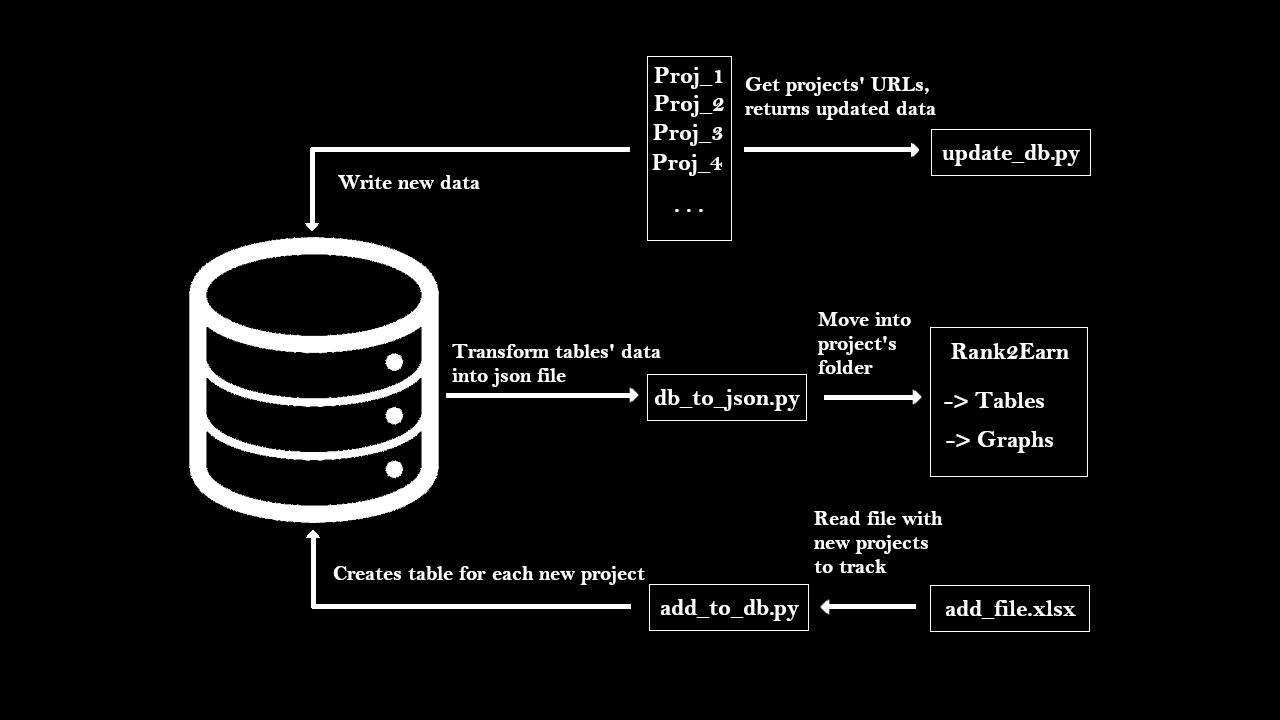 Proj_1
Proj_2
Proj_3
Proj_4
...
Get projects' URLs,
returns updated data
update_db.py
Write new data
Transform tables' data
into json file
db_to_json.py
Move into
project's
folder
Rank2Earn
-> Tables
-> Graphs
Creates table for each new project
add_to_db.py
Read file with
new projects
to track
add_file.xlsx